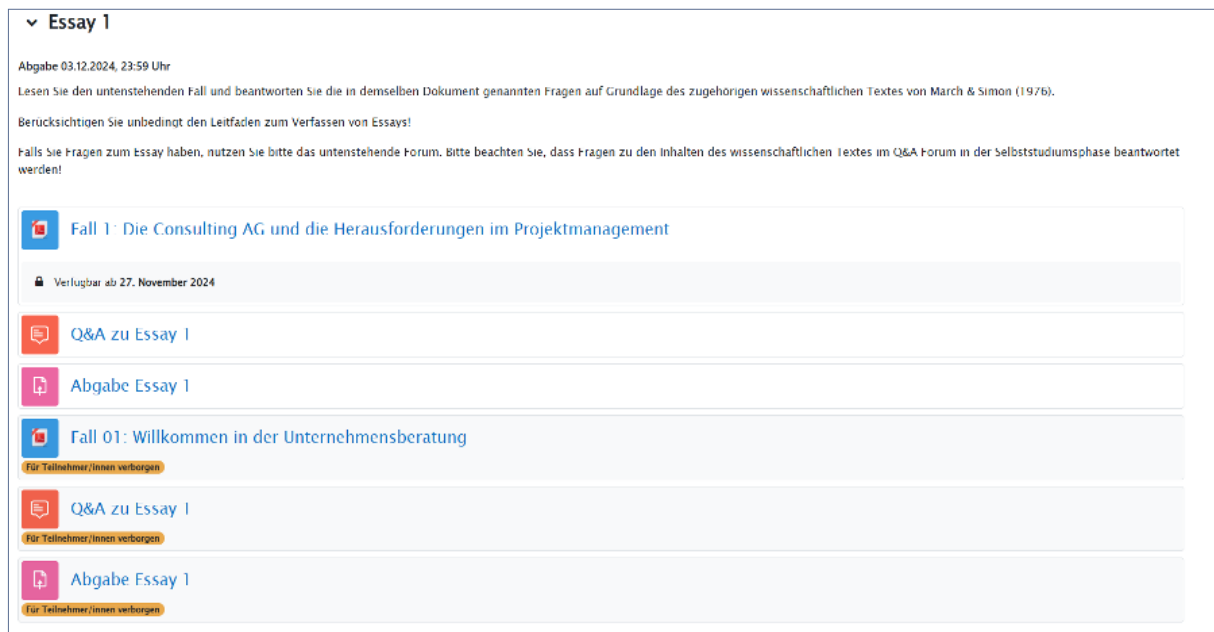 Essay 1
Abgabe 03.12.2024, 23:59 Uhr
Lesen Sie den untenstehenden Fall und beantworten Sie die in demselben Dokument genannten Fragen auf Grundlage des zugehörigen wissenschaftlichen Textes von March & Simon (1976).
Berücksichtigen Sie unbedingt den Leitfaden zum Verfassen von Essays!
Falls Sie Fragen zum Essay haben, nutzen Sie bitte das untenstehende Forum. Bitte beachten Sie, dass Fragen zu den Inhalten des wissenschaftlichen Textes im Q&A Forum in der Selbststudiumsphase beantwortet
werden!
Fall 1: Die Consulting AG und die Herausforderungen im Projektmanagement
Verfügbar ab 27. November 2024
Q&A zu Essay 1
Abgabe Essay 1
Fall 01: Willkommen in der Unternehmensberatung
Für Teilnehmer/innen verborgen
Q&A zu Essay 1
Für Teilnehmer/innen verborgen
Abgabe Essay 1
Für Teilnehmer/innen verborgen